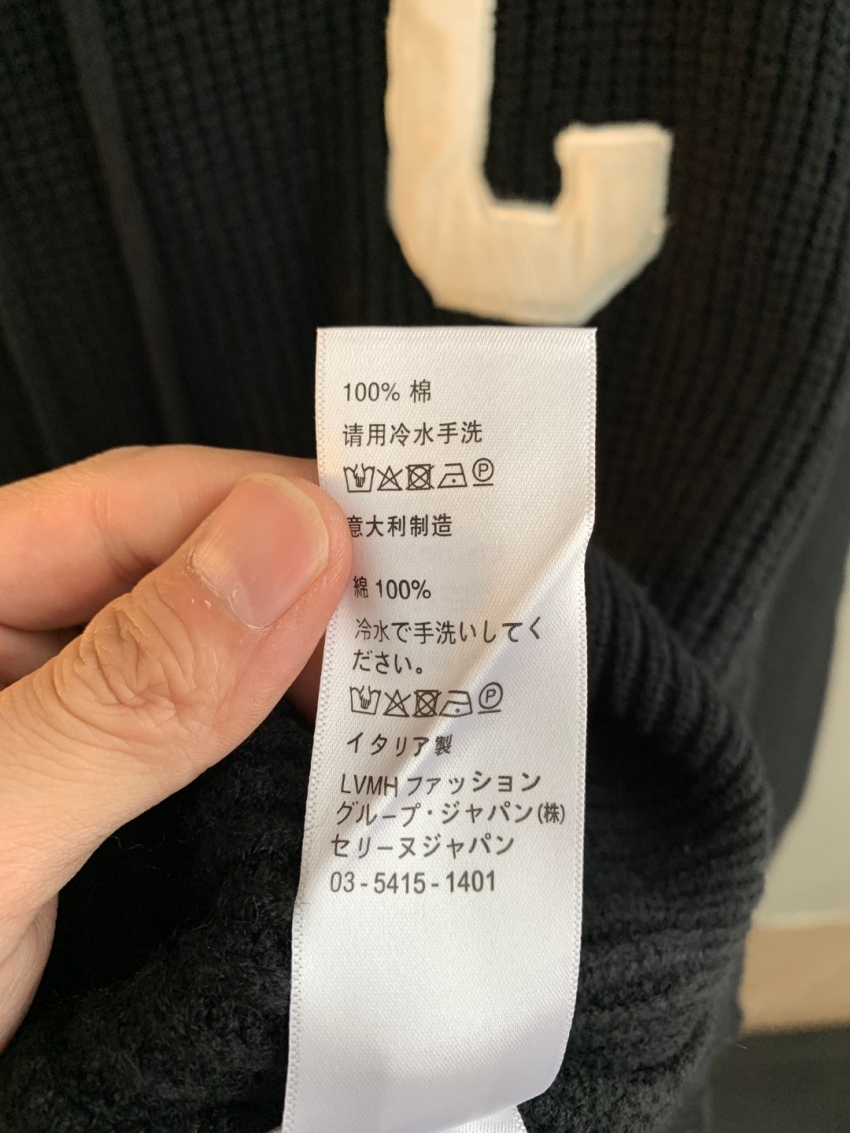 100% 棉
请用冷水手洗
P
意大利制造
綿 100%
冷水で手洗いしてく
ださい。
P
イタリア製
LVMH ファッション
グループ・ジャパン(株)
セリーヌジャパン
03-5415-1401